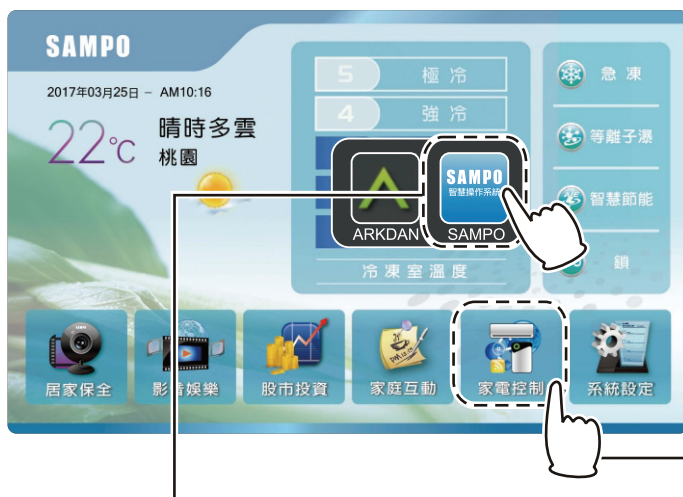 SAMPO
2017年03月25日 - AM10:16
22°C
晴時多雲
桃園
5 極冷
4 強冷
ARKDAN
SAMPO
智慧操作系統
SAMPO
冷凍室溫度
急凍
等離子瀑
智慧節能
鎖
居家保全
影音娛樂
股市投資
家庭互動
家電控制
系統設定